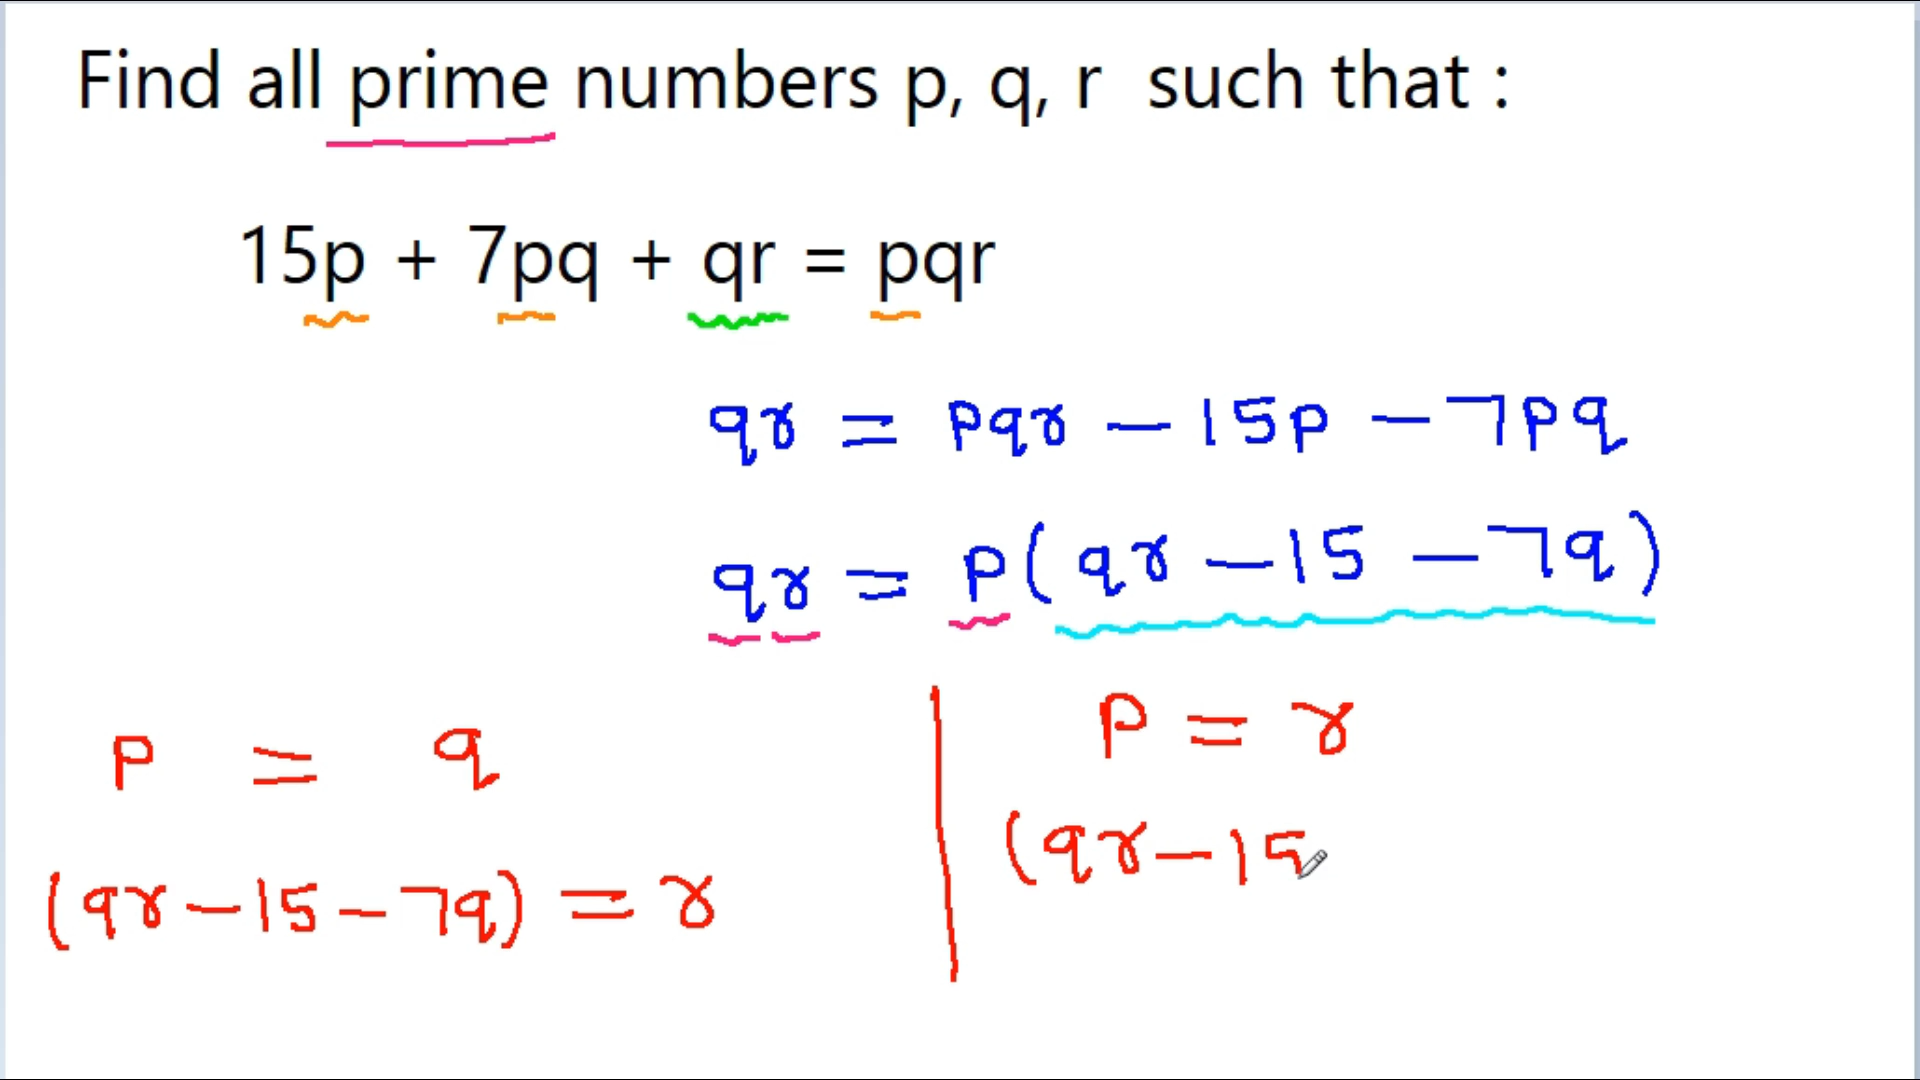 Find all prime numbers p, q, r such that :
15p + 7pq + qr = pqr
qr = pqr - 15p - 7pq
qr = p(qr - 15 - 7q)
p = q
(qr - 15 - 7q) = r
p = r
(qr - 15